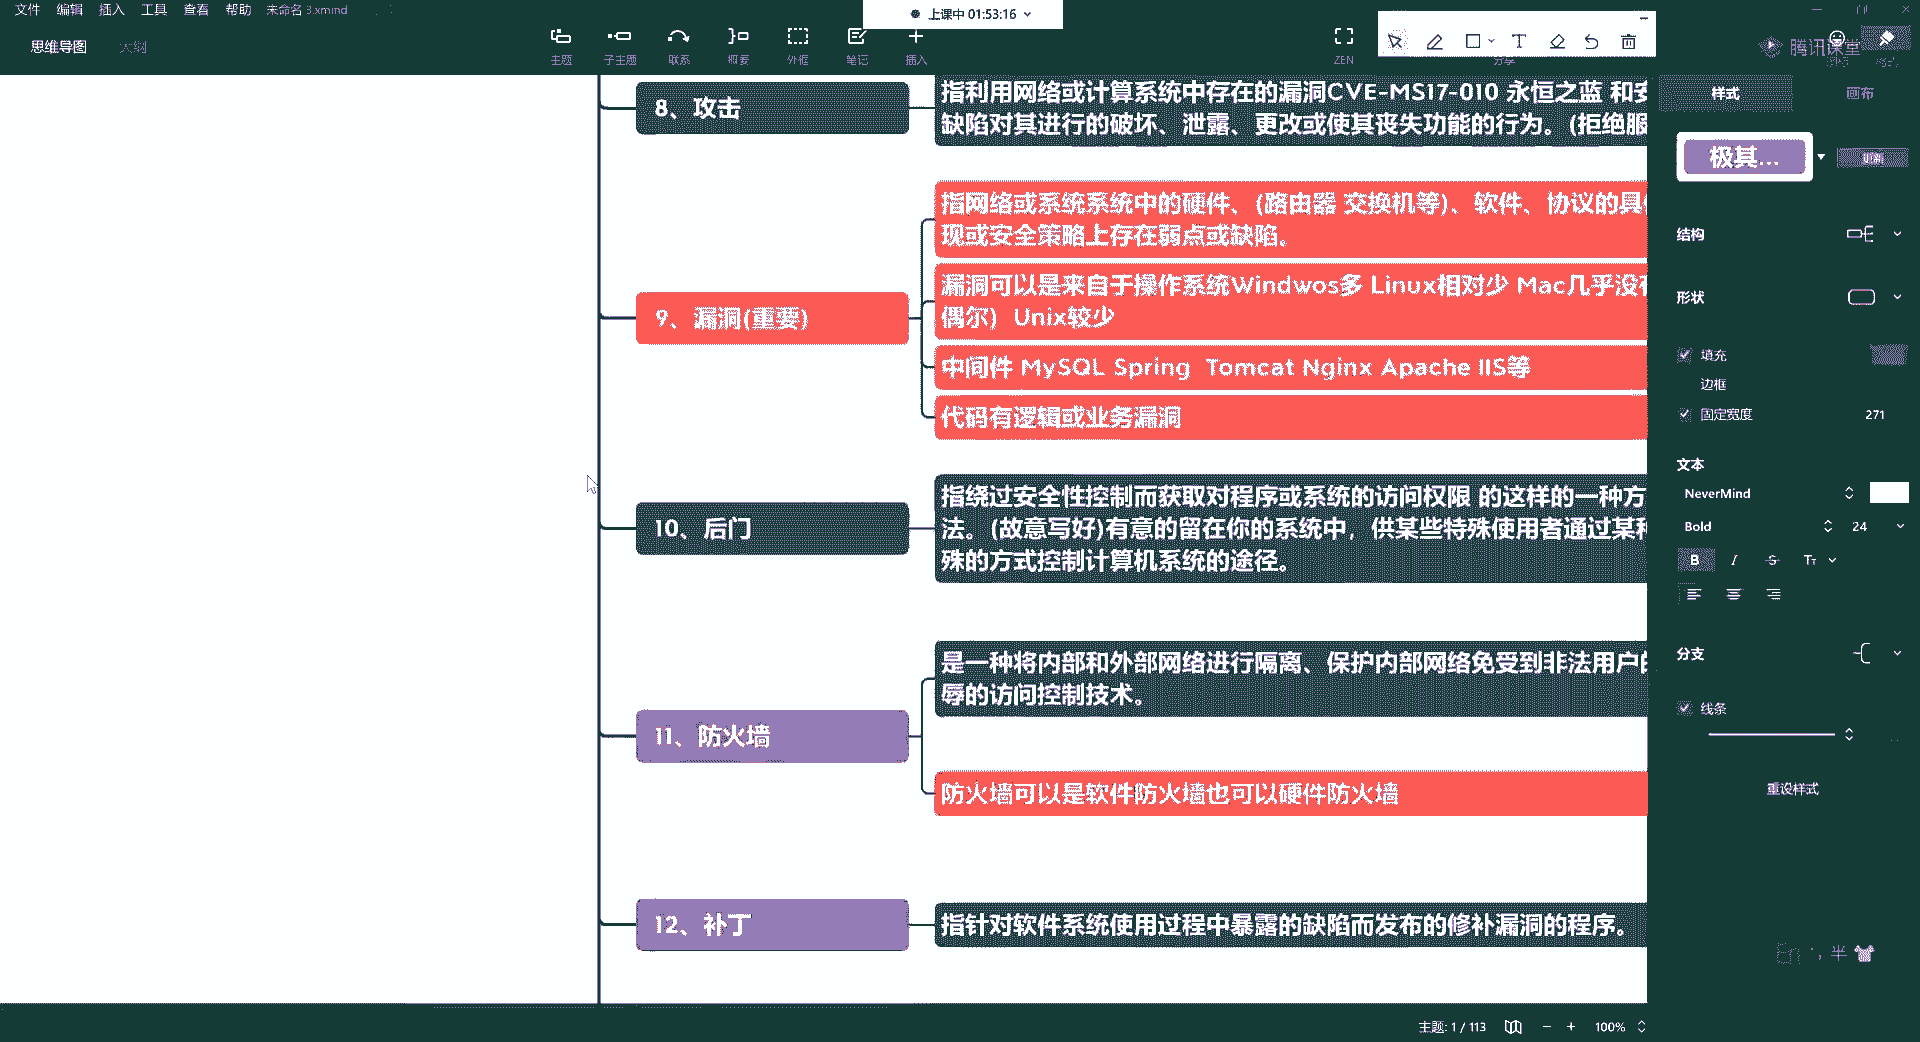 文件 编辑 插入 工具 查看 帮助 未命名 3.xmind
上课中 01:53:16
思维导图 大纲
主题 子主题 联系 概要 外框 笔记 插入
ZEN 分享
腾讯课堂
样式 画布
8、攻击
指利用网络或计算系统中存在的漏洞CVE-MS17-010 永恒之蓝 和安
缺陷对其进行的破坏、泄露、更改或使其丧失功能的行为。(拒绝服
极其...
指网络或系统系统中的硬件、(路由器 交换机等)、软件、协议的具体
现或安全策略上存在弱点或缺陷。
结构
9、漏洞(重要)
漏洞可以是来自于操作系统Windwos多 Linux相对少 Mac几乎没有
偶尔) Unix较少
形状
中间件 MySQL Spring Tomcat Nginx Apache IIS等
填充
边框
代码有逻辑或业务漏洞
固定宽度 271
文本
NeverMind
Bold 24
B I S Tт
10、后门
指绕过安全性控制而获取对程序或系统的访问权限 的这样的一种方
法。(故意写好)有意的留在你的系统中，供某些特殊使用者通过某种
殊的方式控制计算机系统的途径。
分支
11、防火墙
是一种将内部和外部网络进行隔离、保护内部网络免受到非法用户的
辱的访问控制技术。
线条
防火墙可以是软件防火墙也可以硬件防火墙
重设样式
12、补丁
指针对软件系统使用过程中暴露的缺陷而发布的修补漏洞的程序。
En 半
主题: 1 / 113 100%